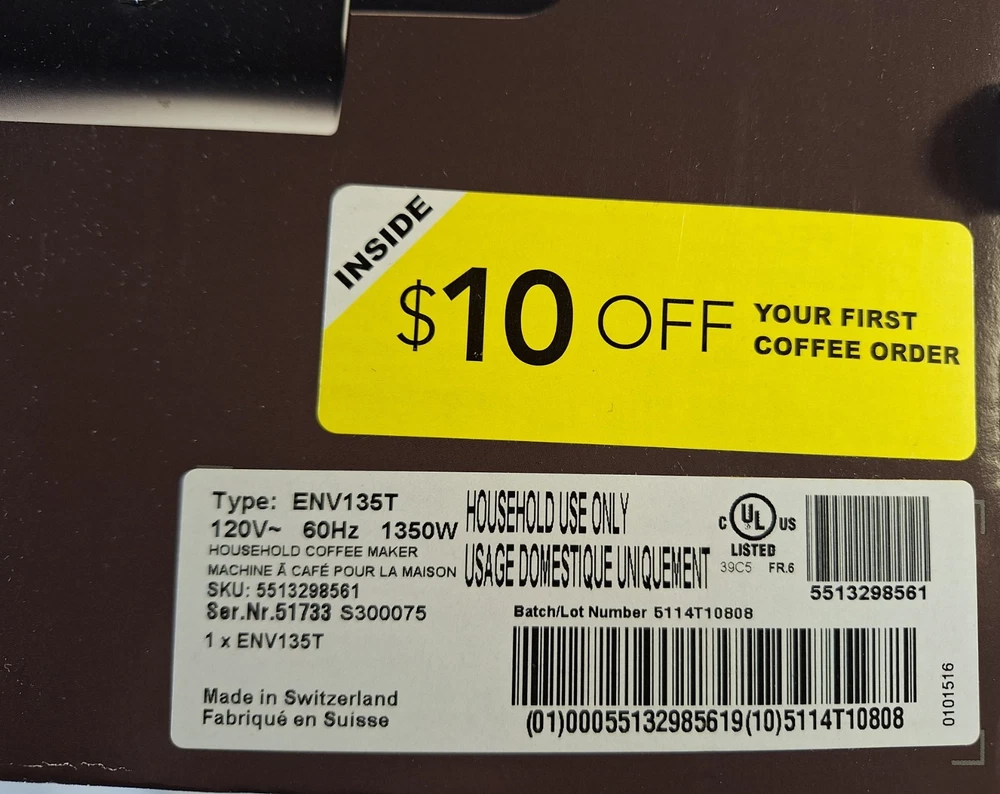 INSIDE
$10 OFF YOUR FIRST
COFFEE ORDER
Type: ENV135T
120V~ 60Hz 1350W
HOUSEHOLD COFFEE MAKER
MACHINE Ã CAFÉ POUR LA MAISON
SKU: 5513298561
Ser.Nr.51733 S300075
1 x ENV135T
Made in Switzerland
Fabriqué en Suisse
HOUSEHOLD USE ONLY
USAGE DOMESTIQUE UNIQUEMENT
C UL US
LISTED
39C5 FR.6
5513298561
Batch/Lot Number 5114T10808
(01)00055132985619(10)5114T10808
0101516